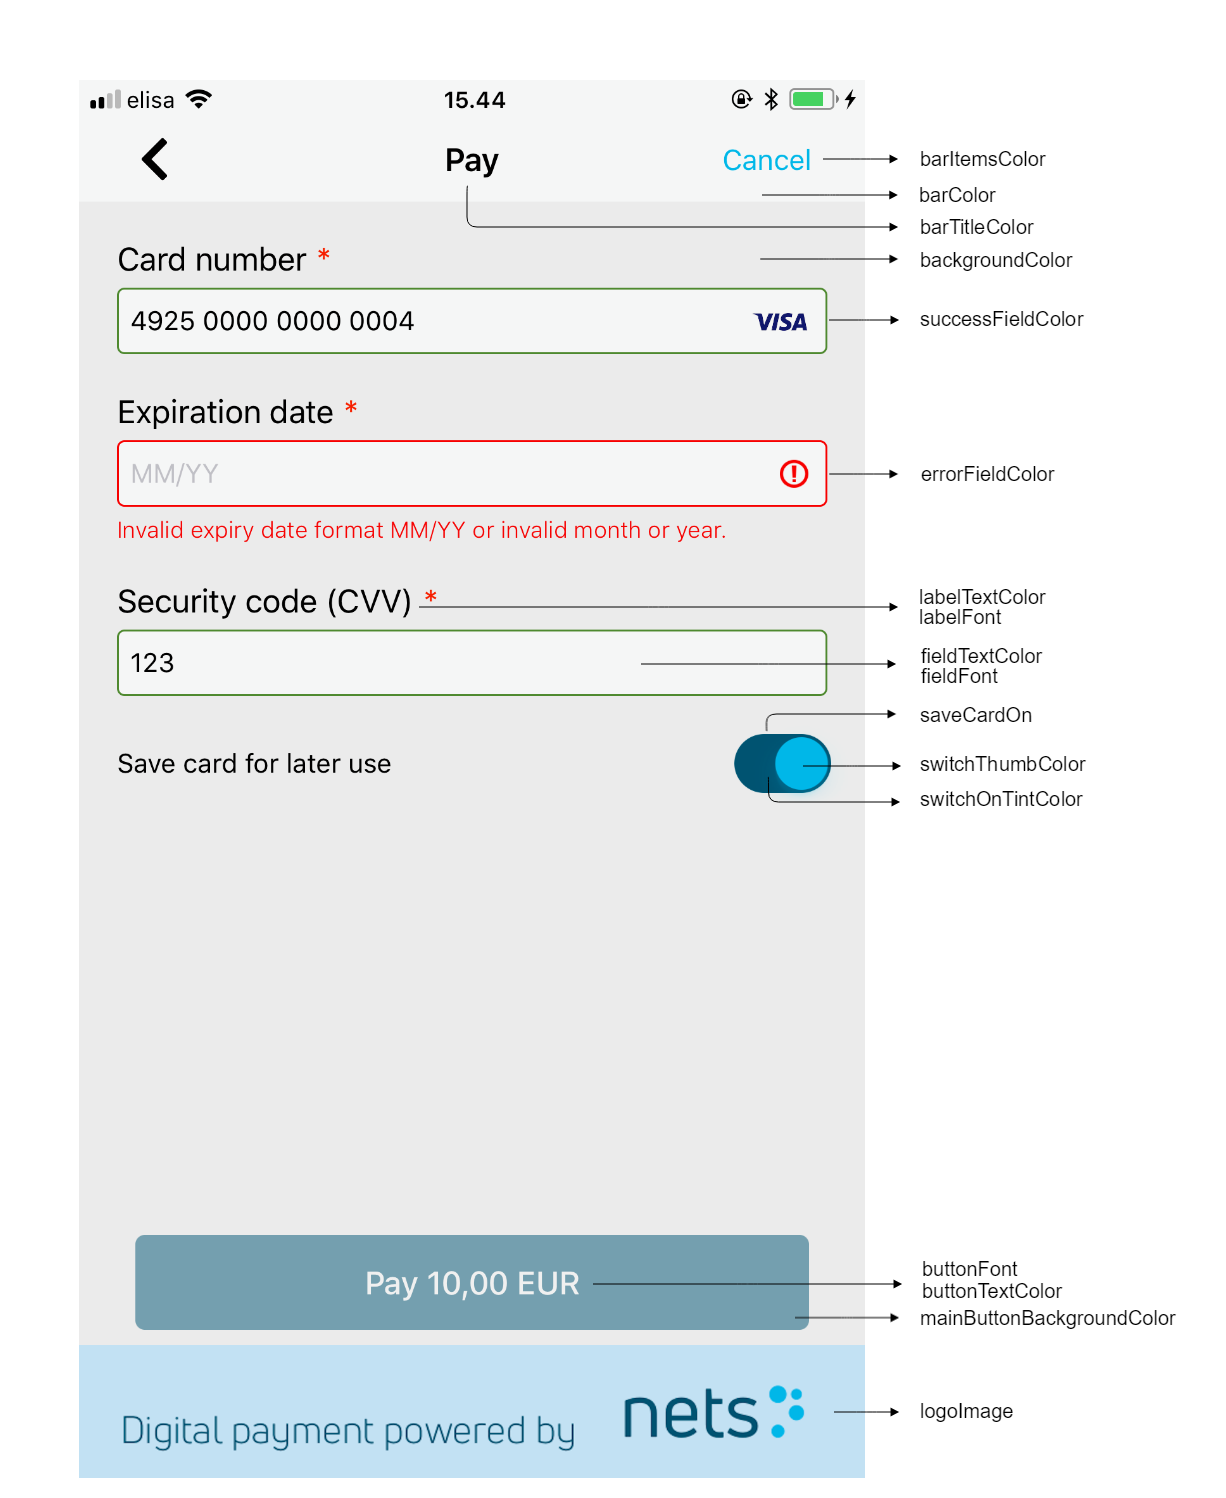 elisa 15.44
Pay Cancel barItemsColor
barColor
barTitleColor
Card number * backgroundColor
4925 0000 0000 0004 VISA successFieldColor
Expiration date *
MM/YY errorFieldColor
Invalid expiry date format MM/YY or invalid month or year.
Security code (CVV) * labelTextColor
labelFont
123 fieldTextColor
fieldFont
saveCardOn
Save card for later use switchThumbColor
switchOnTintColor
buttonFont
Pay 10,00 EUR buttonTextColor
mainButtonBackgroundColor
Digital payment powered by nets logoImage